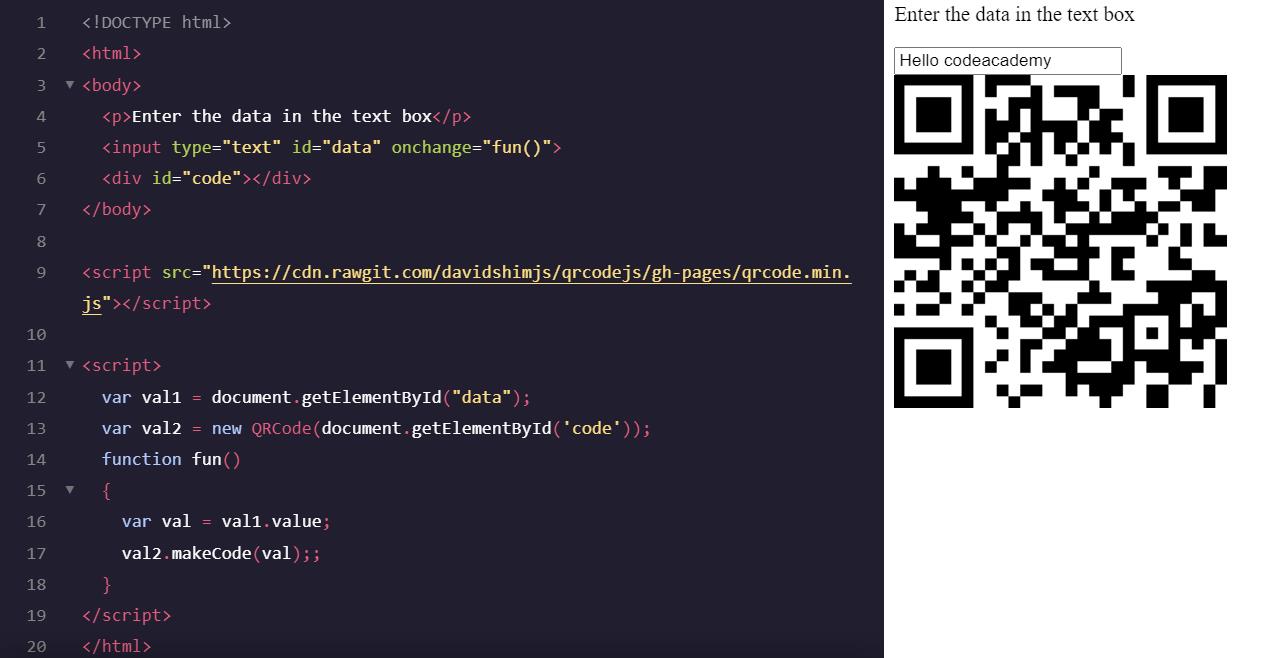 1 <!DOCTYPE html>
2 <html>
3 <body>
4 <p>Enter the data in the text box</p>
5 <input type="text" id="data" onchange="fun()">
6 <div id="code"></div>
7 </body>
8
9 <script src="https://cdn.rawgit.com/davidshimjs/qrcodejs/gh-pages/qrcode.min.
js"></script>
10
11 <script>
12 var val1 = document.getElementById("data");
13 var val2 = new QRCode(document.getElementById('code'));
14 function fun()
15 {
16 var val = val1.value;
17 val2.makeCode(val);;
18 }
19 </script>
20 </html>
Enter the data in the text box
Hello codeacademy